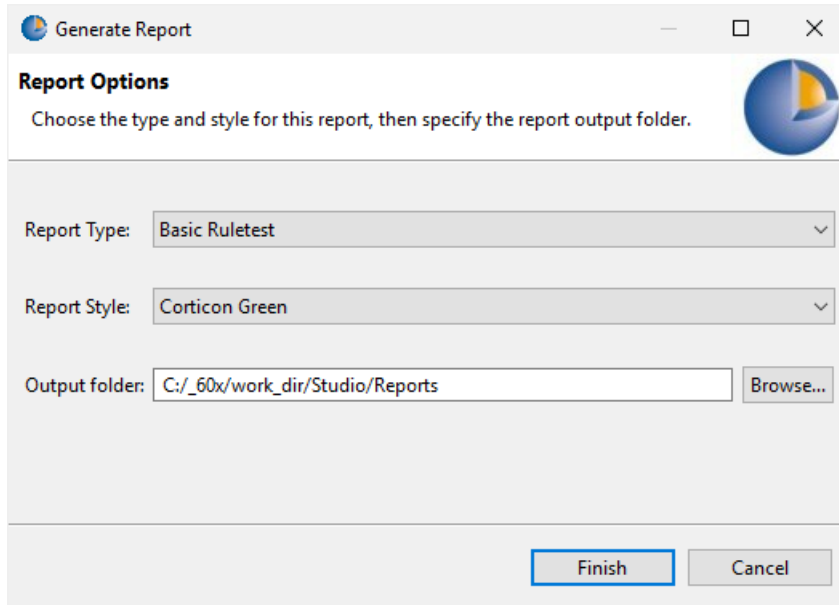 Generate Report
Report Options
Choose the type and style for this report, then specify the report output folder.
Report Type: Basic Ruletest
Report Style: Corticon Green
Output folder: C:/_60x/work_dir/Studio/Reports Browse...
Finish Cancel